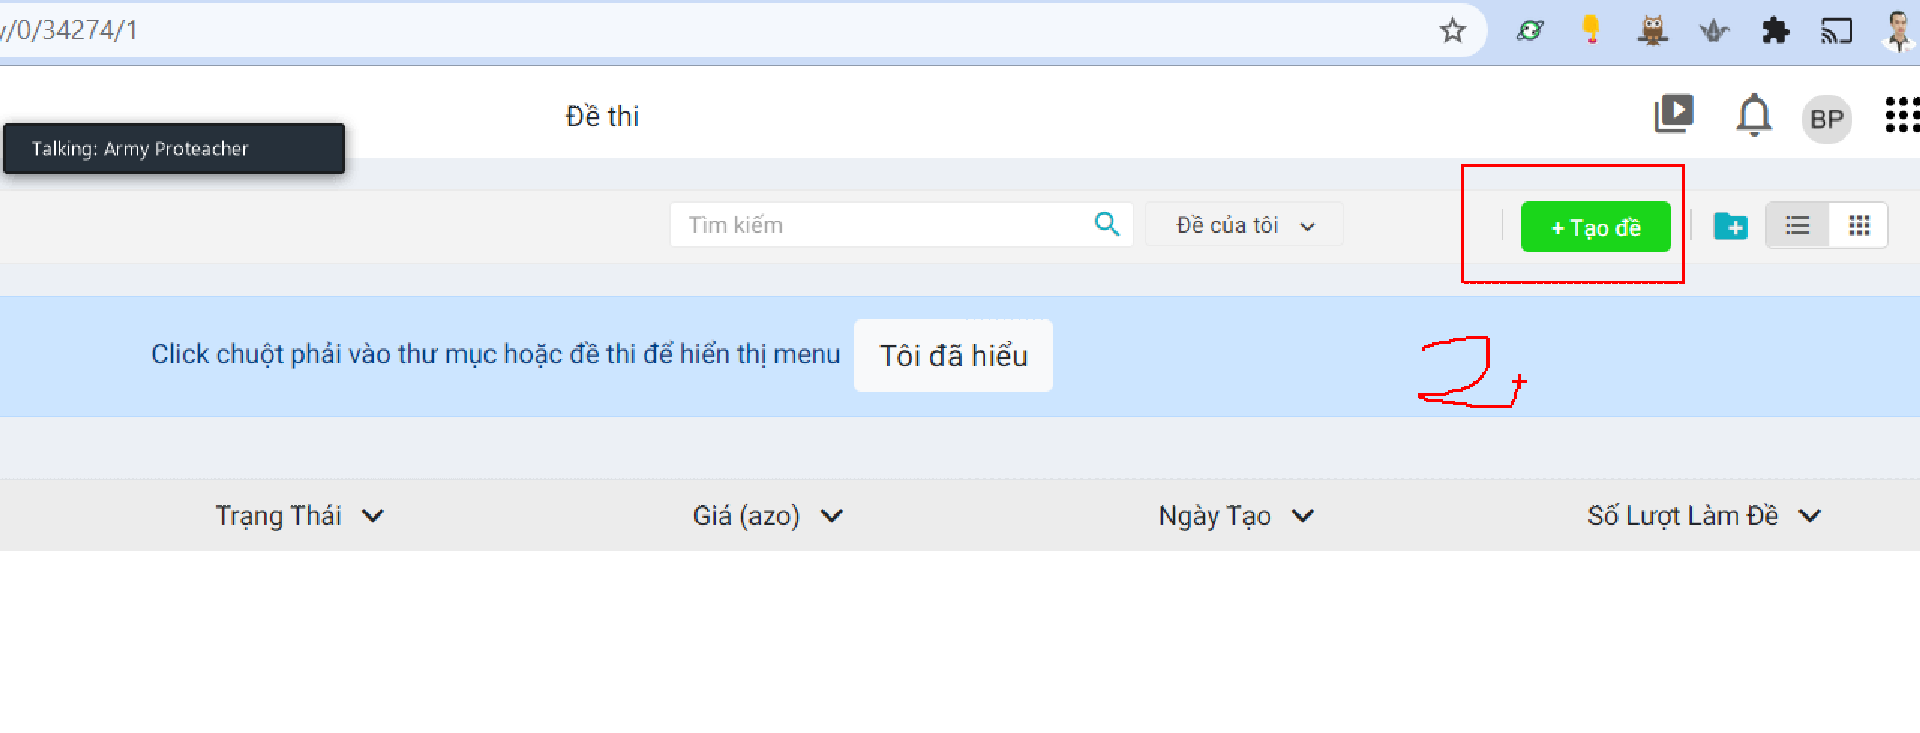 /0/34274/1
Đề thi
BP
Talking: Army Proteacher
Tìm kiếm
Đề của tôi
+ Tạo đề
Click chuột phải vào thư mục hoặc đề thi để hiển thị menu
Tôi đã hiểu
2
Trạng Thái
Giá (azo)
Ngày Tạo
Số Lượt Làm Đề